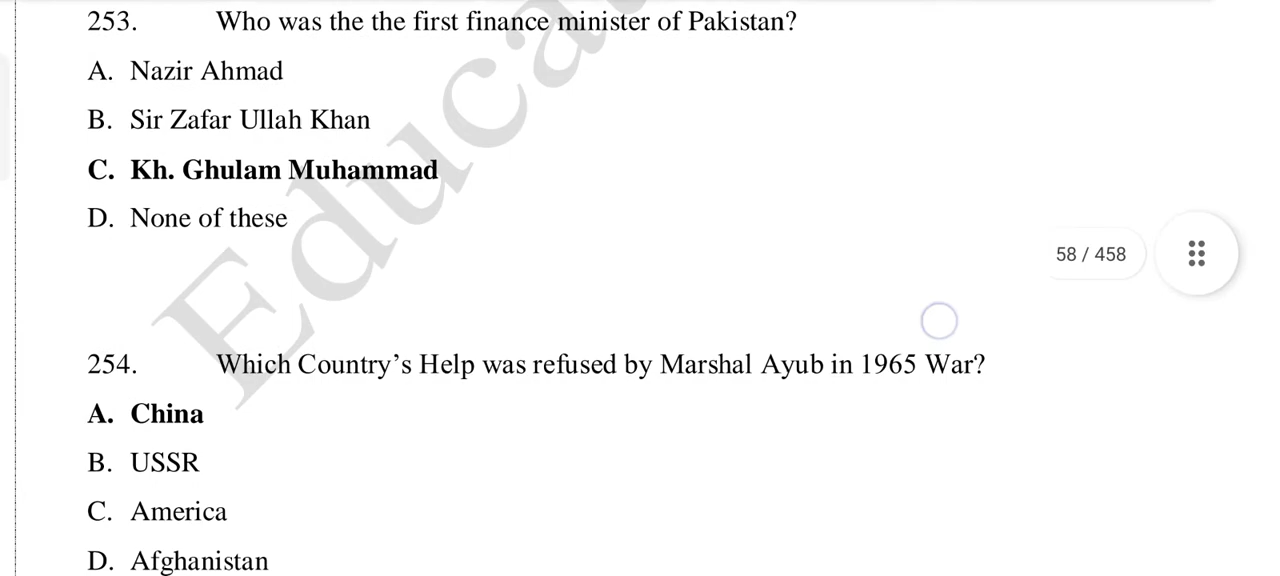 253. Who was the the first finance minister of Pakistan?
A. Nazir Ahmad
B. Sir Zafar Ullah Khan
C. Kh. Ghulam Muhammad
D. None of these
58 / 458
254. Which Country’s Help was refused by Marshal Ayub in 1965 War?
A. China
B. USSR
C. America
D. Afghanistan
Educa